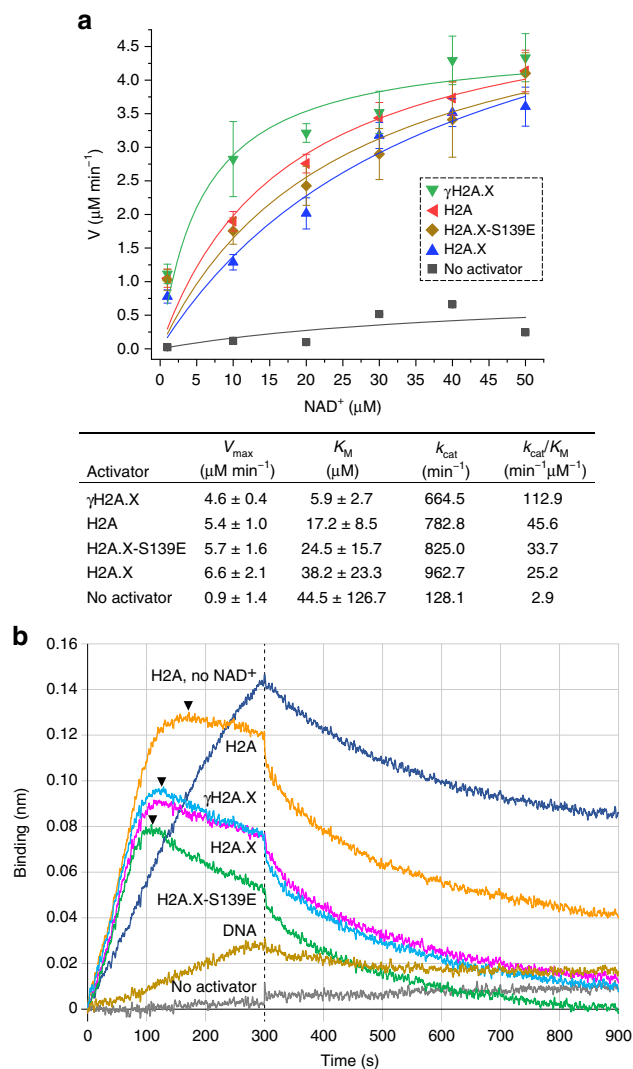 a
4.5
4.0
3.5
3.0
2.5
2.0
1.5
1.0
0.5
0.0
V (μM min⁻¹)
γH2A.X
H2A
H2A.X-S139E
H2A.X
No activator
0 5 10 15 20 25 30 35 40 45 50
NAD⁺ (μM)
Activator Vmax (μM min⁻¹) KM (μM) kcat (min⁻¹) kcat/KM (min⁻¹μM⁻¹)
γH2A.X 4.6 ± 0.4 5.9 ± 2.7 664.5 112.9
H2A 5.4 ± 1.0 17.2 ± 8.5 782.8 45.6
H2A.X-S139E 5.7 ± 1.6 24.5 ± 15.7 825.0 33.7
H2A.X 6.6 ± 2.1 38.2 ± 23.3 962.7 25.2
No activator 0.9 ± 1.4 44.5 ± 126.7 128.1 2.9
b
0.16
0.14
0.12
0.10
0.08
0.06
0.04
0.02
0
Binding (nm)
H2A, no NAD⁺
H2A
γH2A.X
H2A.X
H2A.X-S139E
DNA
No activator
0 100 200 300 400 500 600 700 800 900
Time (s)